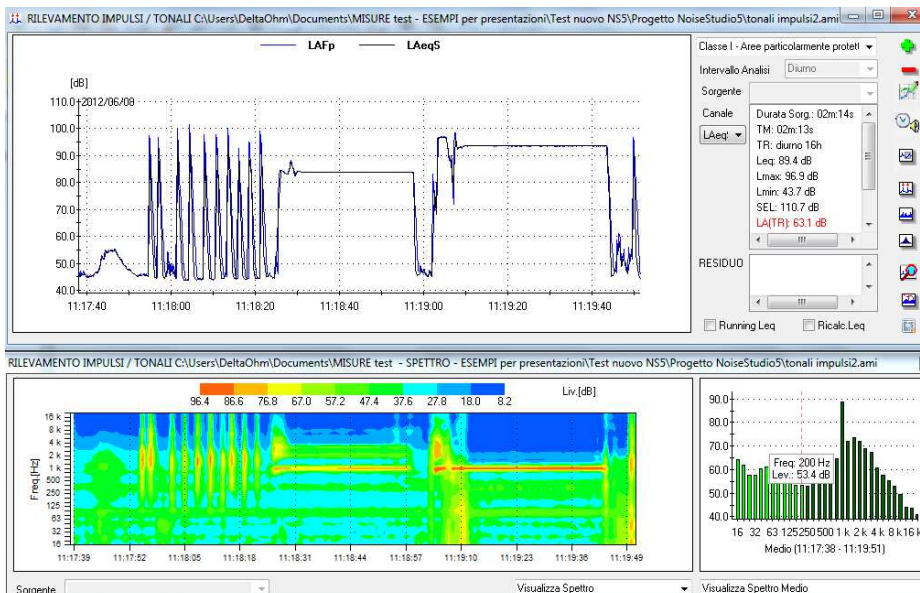 RILEVAMENTO IMPULSI / TONALI C:\Users\DeltaOhm\Documents\MISURE test - ESEMPI per presentazioni\Test nuovo NS5\Progetto NoiseStudio5\tonali impulsi2.ami
LAFp LAeqS
[dB]
110.0 2012/06/08
100.0
90.0
80.0
70.0
60.0
50.0
40.0
11:17:40 11:18:00 11:18:20 11:18:40 11:19:00 11:19:20 11:19:40
Classe I - Aree particolarmente protett
Intervallo Analisi Diurno
Sorgente
Canale
LAeq!
Durata Sorg.: 02m:14s
TM: 02m:13s
TR: diurno 16h
Leq: 89.4 dB
Lmax: 96.9 dB
Lmin: 43.7 dB
SEL: 110.7 dB
LA(TR): 63.1 dB
RESIDUO
Running Leq Ricalc.Leq
RILEVAMENTO IMPULSI / TONALI C:\Users\DeltaOhm\Documents\MISURE test - SPETTRO - ESEMPI per presentazioni\Test nuovo NS5\Progetto NoiseStudio5\tonali impulsi2.ami
96.4 86.6 76.8 67.0 57.2 47.4 37.6 27.8 18.0 8.2
Liv.[dB]
Freq.[Hz]
16 k
8 k
4 k
2 k
1 k
500
250
125
63
32
16
11:17:39 11:17:52 11:18:05 11:18:18 11:18:31 11:18:44 11:18:57 11:19:10 11:19:23 11:19:36 11:19:49
90.0
80.0
70.0
60.0
50.0
40.0
Freq: 200 Hz
Lev.: 53.4 dB
16 32 63 125 250 500 1 k 2 k 4 k 8 k 16 k
Medio (11:17:38 - 11:19:51)
Sorgente
Visualizza Spettro
Visualizza Spettro Medio